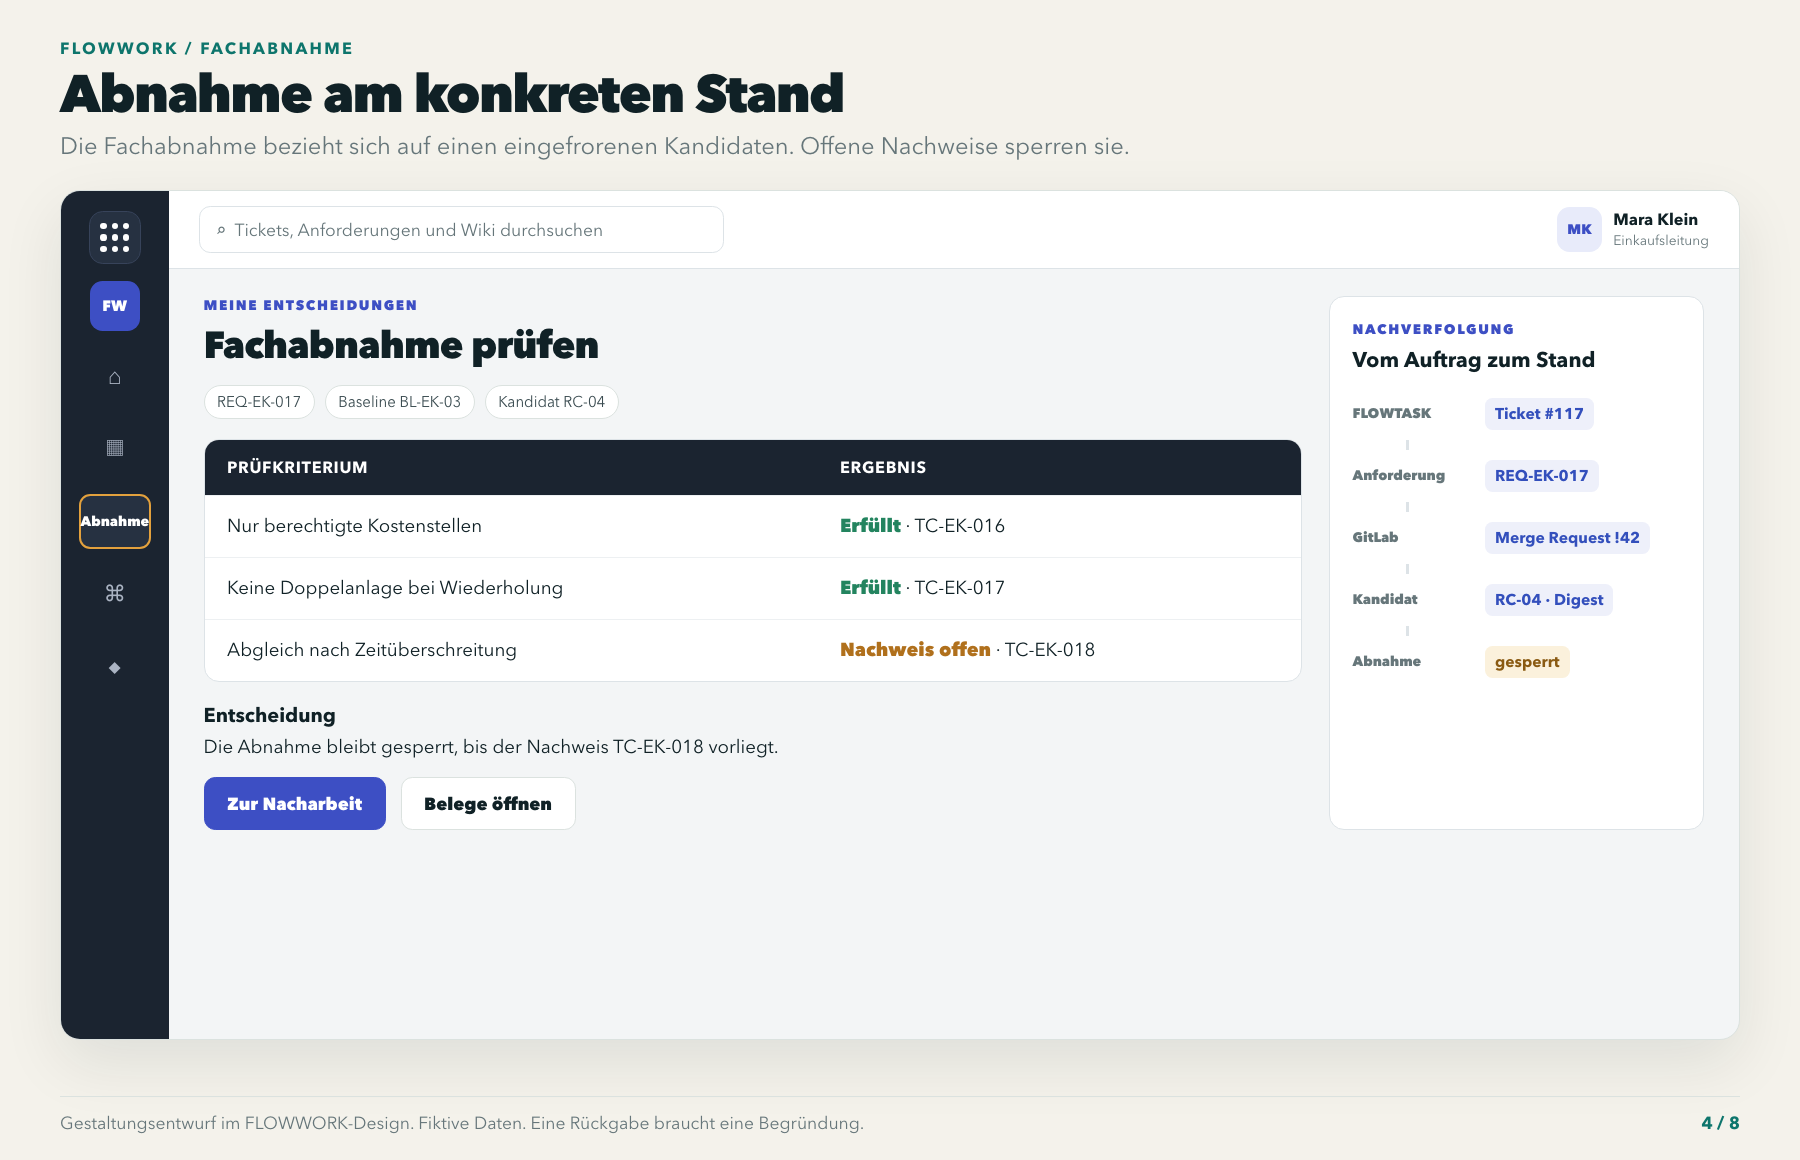 FLOWWORK / FACHABNAHME
Abnahme am konkreten Stand
Die Fachabnahme bezieht sich auf einen eingefrorenen Kandidaten. Offene Nachweise sperren sie.
FW
Abnahme
Tickets, Anforderungen und Wiki durchsuchen
MK
Mara Klein
Einkaufsleitung
MEINE ENTSCHEIDUNGEN
Fachabnahme prüfen
REQ-EK-017
Baseline BL-EK-03
Kandidat RC-04
PRÜFKRITERIUM
ERGEBNIS
Nur berechtigte Kostenstellen
Erfüllt · TC-EK-016
Keine Doppelanlage bei Wiederholung
Erfüllt · TC-EK-017
Abgleich nach Zeitüberschreitung
Nachweis offen · TC-EK-018
Entscheidung
Die Abnahme bleibt gesperrt, bis der Nachweis TC-EK-018 vorliegt.
Zur Nacharbeit
Belege öffnen
NACHVERFOLGUNG
Vom Auftrag zum Stand
FLOWTASK
Ticket #117
Anforderung
REQ-EK-017
GitLab
Merge Request !42
Kandidat
RC-04 · Digest
Abnahme
gesperrt
Gestaltungsentwurf im FLOWWORK-Design. Fiktive Daten. Eine Rückgabe braucht eine Begründung.
4 / 8